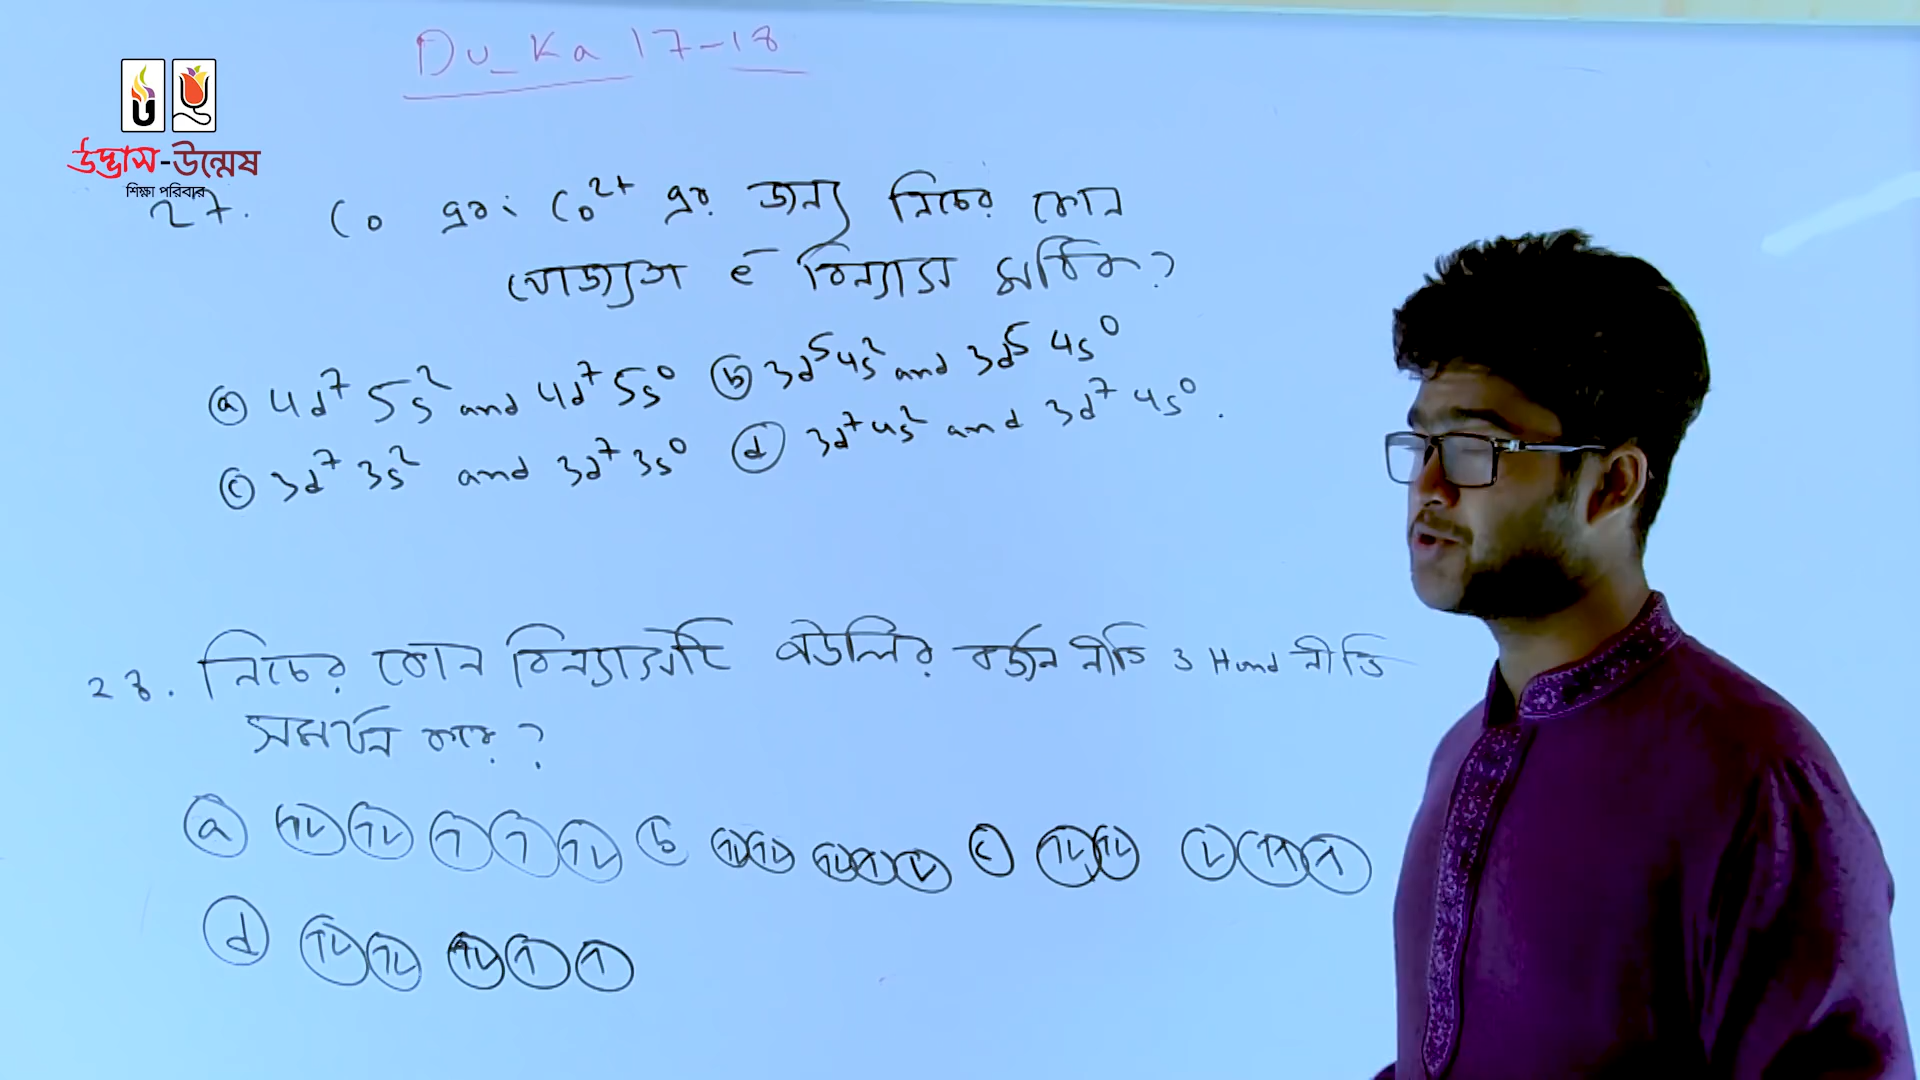 Du_Ka 17-18
উদ্ভাস-উন্মেষ
শিক্ষা পরিবার
27. Co এবং Co²⁺ এর জন্য নিচের কোন
যোজ্যতা e⁻ বিন্যাস সঠিক?
ⓐ 4d⁷ 5s² and 4d⁷ 5s⁰ ⓑ 3d⁵ 4s² and 3d⁵ 4s⁰
ⓒ 3d⁷ 3s² and 3d⁷ 3s⁰ ⓓ 3d⁷ 4s² and 3d⁷ 4s⁰.
28. নিচের কোন বিন্যাসটি পউলির বর্জন নীতি ও Hund নীতি
সমর্থন করে?
ⓐ ↿⇂ ↿⇂ ↿ ↿ ↿⇂ ⓑ ↿⇂ ↿⇂ ↿⇂ ↿ ⇂ ⓒ ↿⇂ ↿⇂ ⇂ ↿↿ ↿
ⓓ ↿⇂ ↿⇂ ↿⇂ ↿ ↿